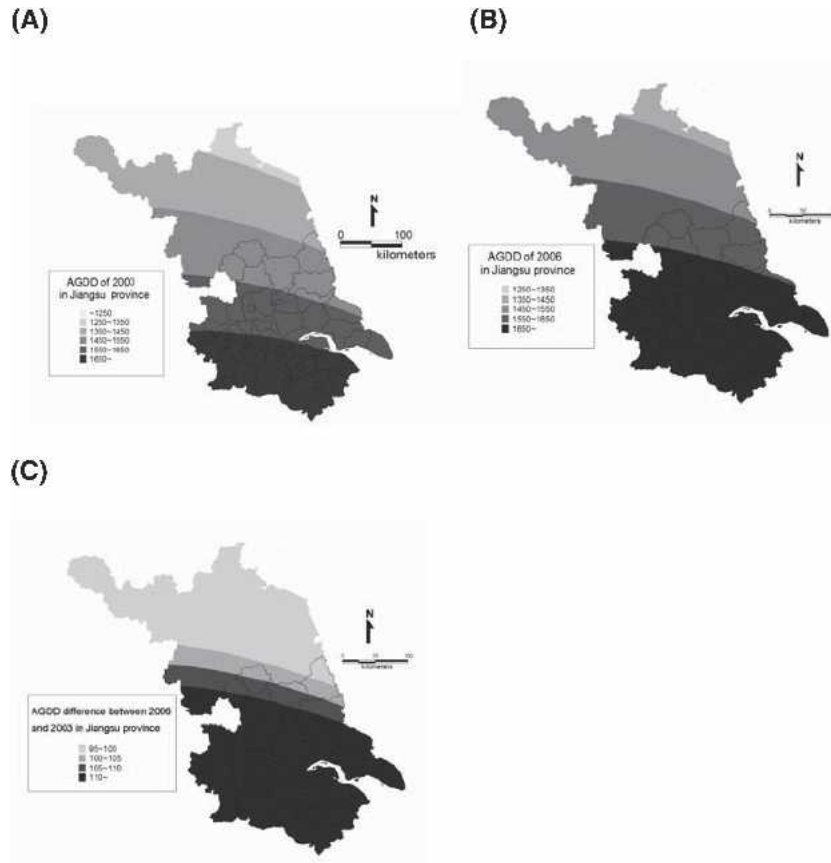 (A)
N
0 100
kilometers
AGDD of 2003
in Jiangsu province
~1250
1250~1350
1350~1450
1450~1550
1550~1650
1650~
(B)
N
kilometers
AGDD of 2006
in Jiangsu province
1350~1450
1450~1550
1550~1650
1650~
(C)
N
kilometers
AGDD difference between 2006
and 2003 in Jiangsu province
95~100
100~105
105~110
110~